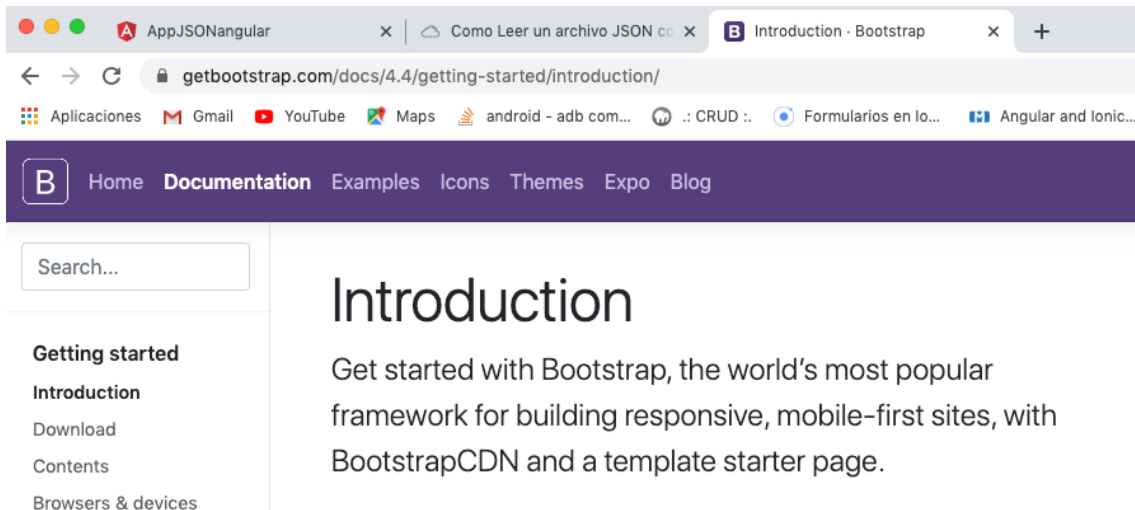 AppJSONangular
Como Leer un archivo JSON co
Introduction · Bootstrap
getbootstrap.com/docs/4.4/getting-started/introduction/
Aplicaciones Gmail YouTube Maps android - adb com... .: CRUD :. Formularios en Io... Angular and Ionic...
B Home Documentation Examples Icons Themes Expo Blog
Search...
Getting started
Introduction
Download
Contents
Browsers & devices
Introduction
Get started with Bootstrap, the world’s most popular
framework for building responsive, mobile-first sites, with
BootstrapCDN and a template starter page.